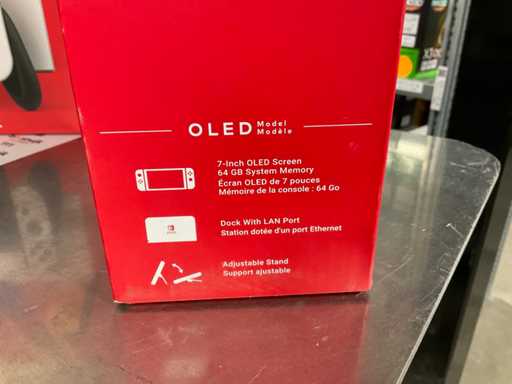 OLED Model
Modèle
7-Inch OLED Screen
64 GB System Memory
Écran OLED de 7 pouces
Mémoire de la console : 64 Go
Dock With LAN Port
Station dotée d'un port Ethernet
Adjustable Stand
Support ajustable